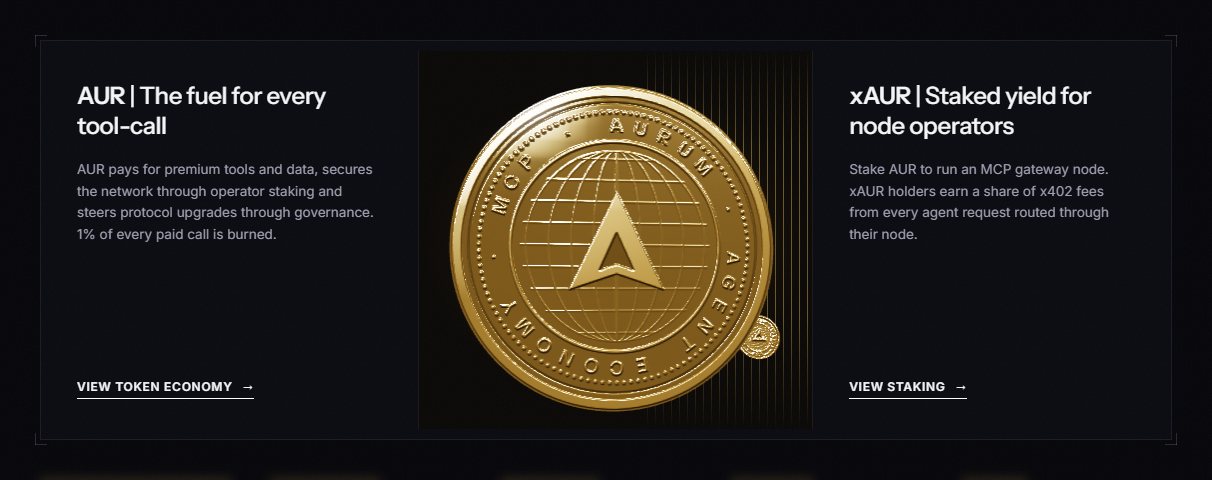 AUR | The fuel for every
tool-call
AUR pays for premium tools and data, secures
the network through operator staking and
steers protocol upgrades through governance.
1% of every paid call is burned.
VIEW TOKEN ECONOMY →
MCP · AURUM · AGENT ECONOMY ·
xAUR | Staked yield for
node operators
Stake AUR to run an MCP gateway node.
xAUR holders earn a share of x402 fees
from every agent request routed through
their node.
VIEW STAKING →